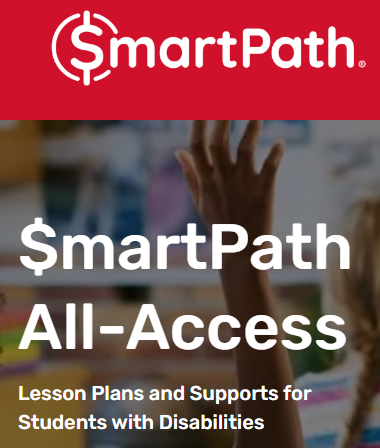 $martPath®
$martPath
All-Access
Lesson Plans and Supports for
Students with Disabilities